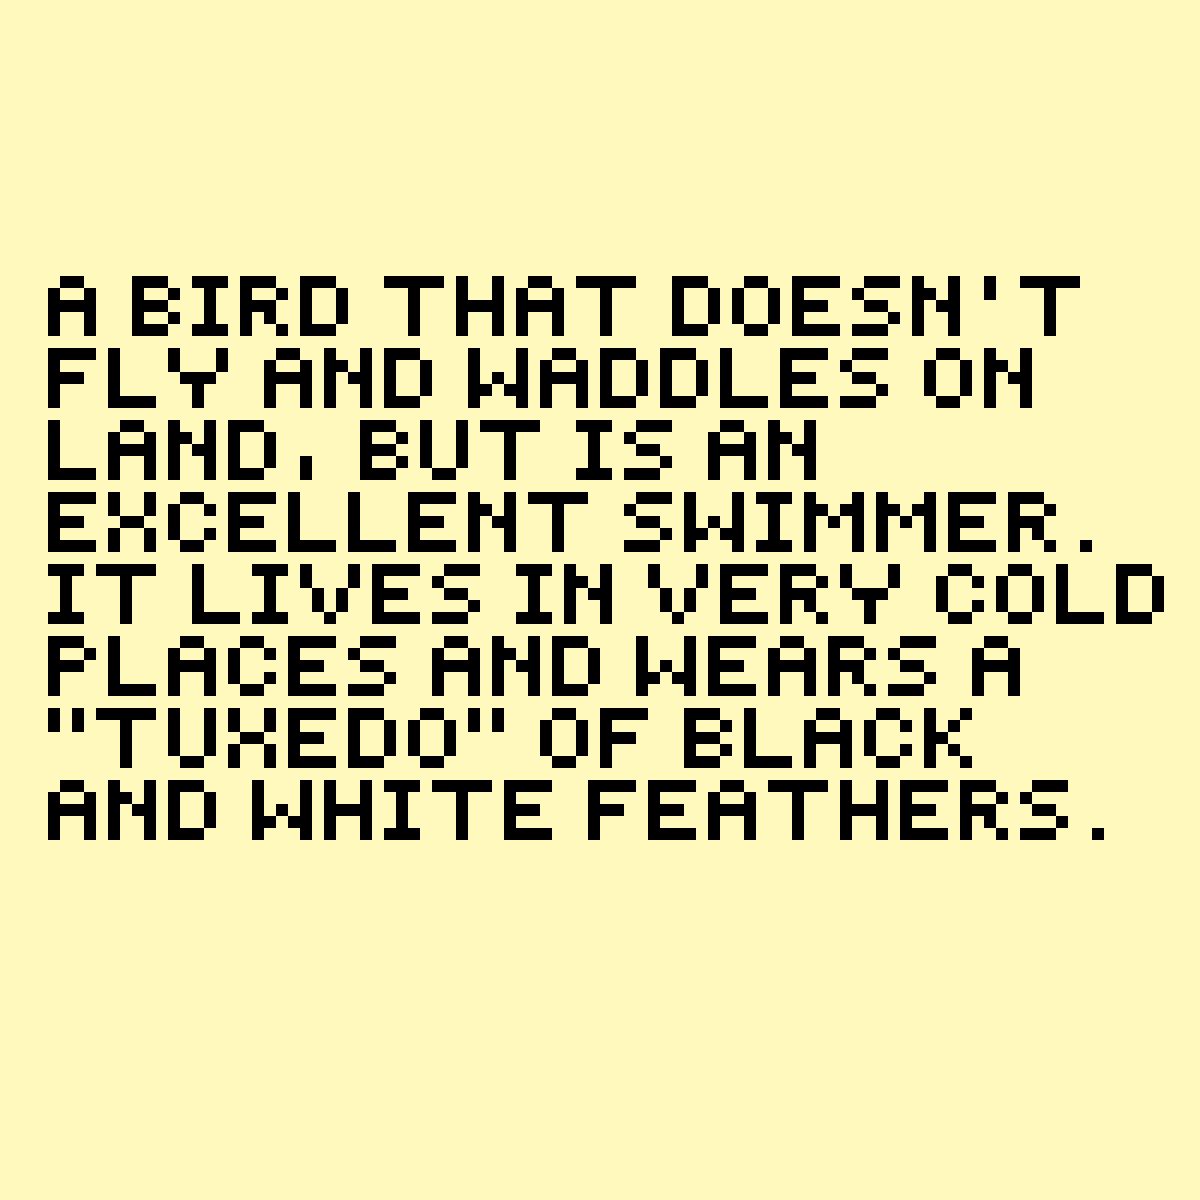 A BIRD THAT DOESN'T
FLY AND WADDLES ON
LAND, BUT IS AN
EXCELLENT SWIMMER.
IT LIVES IN VERY COLD
PLACES AND WEARS A
"TUXEDO" OF BLACK
AND WHITE FEATHERS.